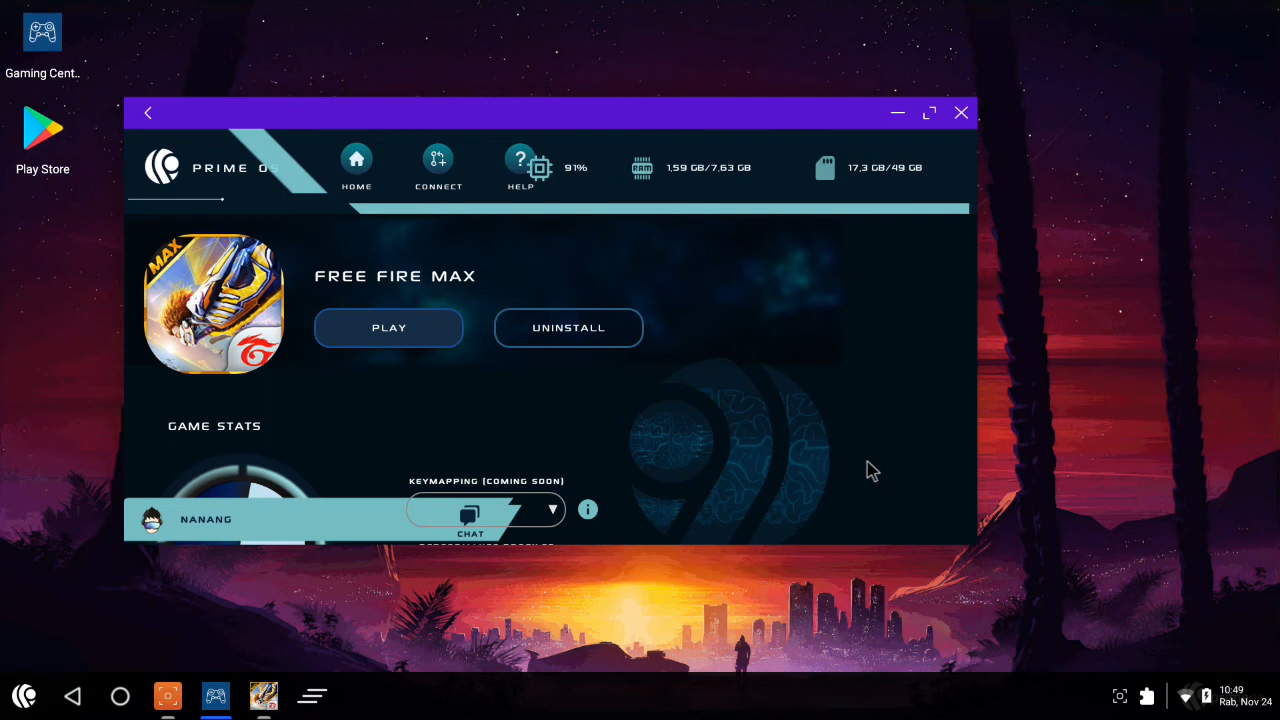 Gaming Cent..
Play Store
PRIME OS
HOME
CONNECT
?
HELP
91%
RAM
1,59 GB/7,63 GB
17,3 GB/49 GB
MAX
FREE FIRE MAX
PLAY
UNINSTALL
GAME STATS
KEYMAPPING (COMING SOON)
NANANG
CHAT
i
10:49
Rab, Nov 24